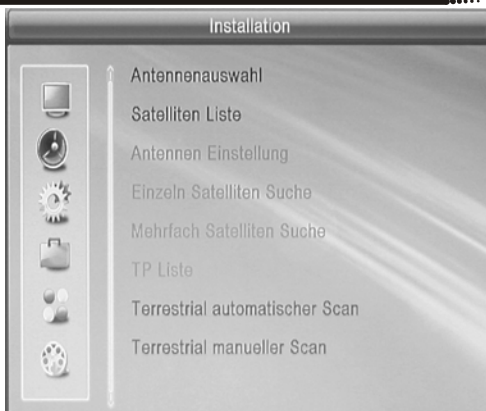 Installation
Antennenauswahl
Satelliten Liste
Antennen Einstellung
Einzeln Satelliten Suche
Mehrfach Satelliten Suche
TP Liste
Terrestrial automatischer Scan
Terrestrial manueller Scan